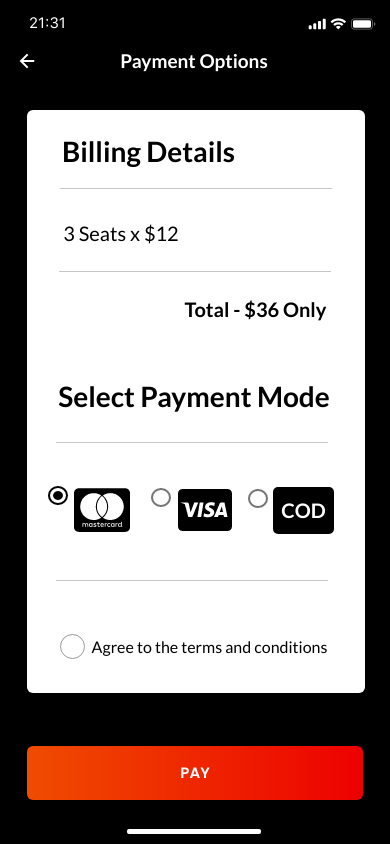 21:31
Payment Options
Billing Details
3 Seats x $12
Total - $36 Only
Select Payment Mode
mastercard
VISA
COD
Agree to the terms and conditions
PAY